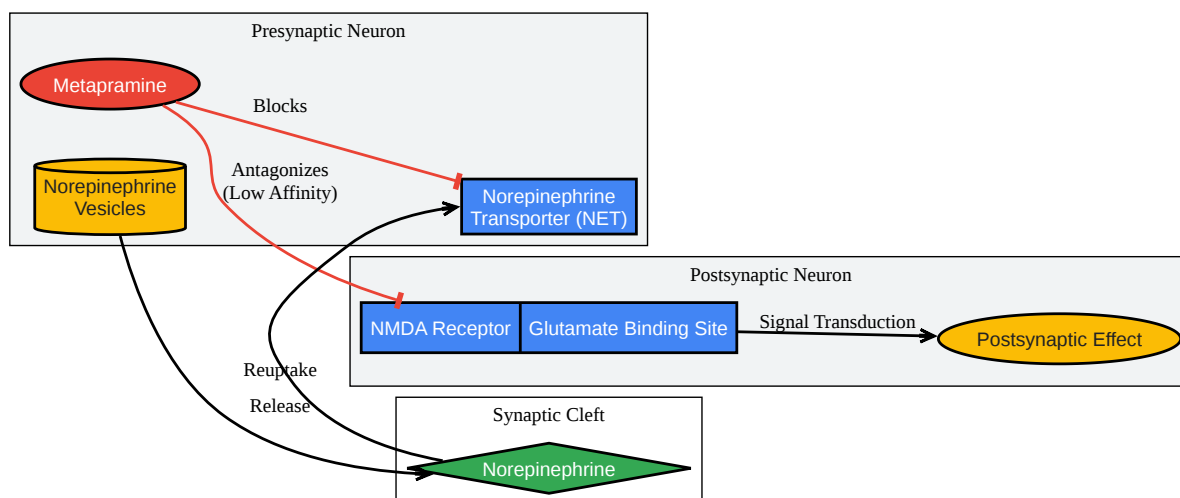 Presynaptic Neuron
Metapramine
Blocks
Antagonizes
(Low Affinity)
Norepinephrine
Vesicles
Norepinephrine
Transporter (NET)
Postsynaptic Neuron
NMDA Receptor
Glutamate Binding Site
Signal Transduction
Postsynaptic Effect
Reuptake
Release
Synaptic Cleft
Norepinephrine